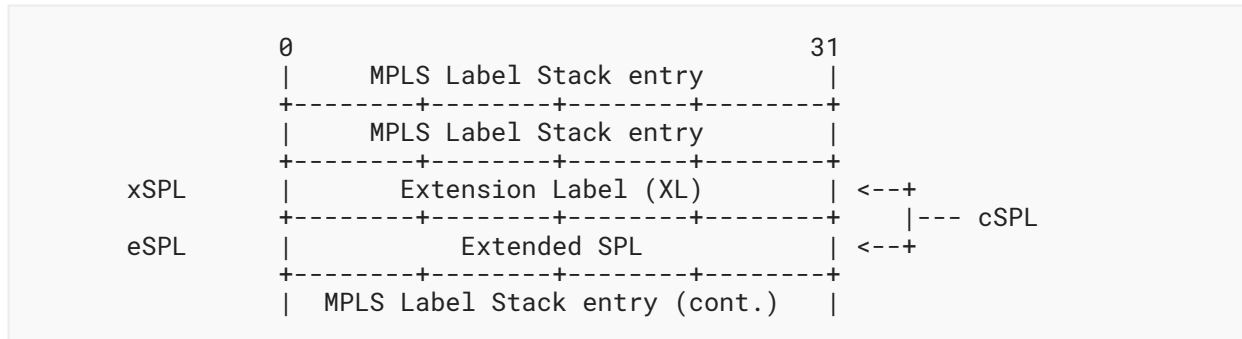 0                                31
|     MPLS Label Stack entry       |
+--------+--------+--------+--------+
|     MPLS Label Stack entry       |
+--------+--------+--------+--------+
xSPL      |       Extension Label (XL)       | <--+
+--------+--------+--------+--------+    |--- cSPL
eSPL      |           Extended SPL           | <--+
+--------+--------+--------+--------+
|  MPLS Label Stack entry (cont.)   |